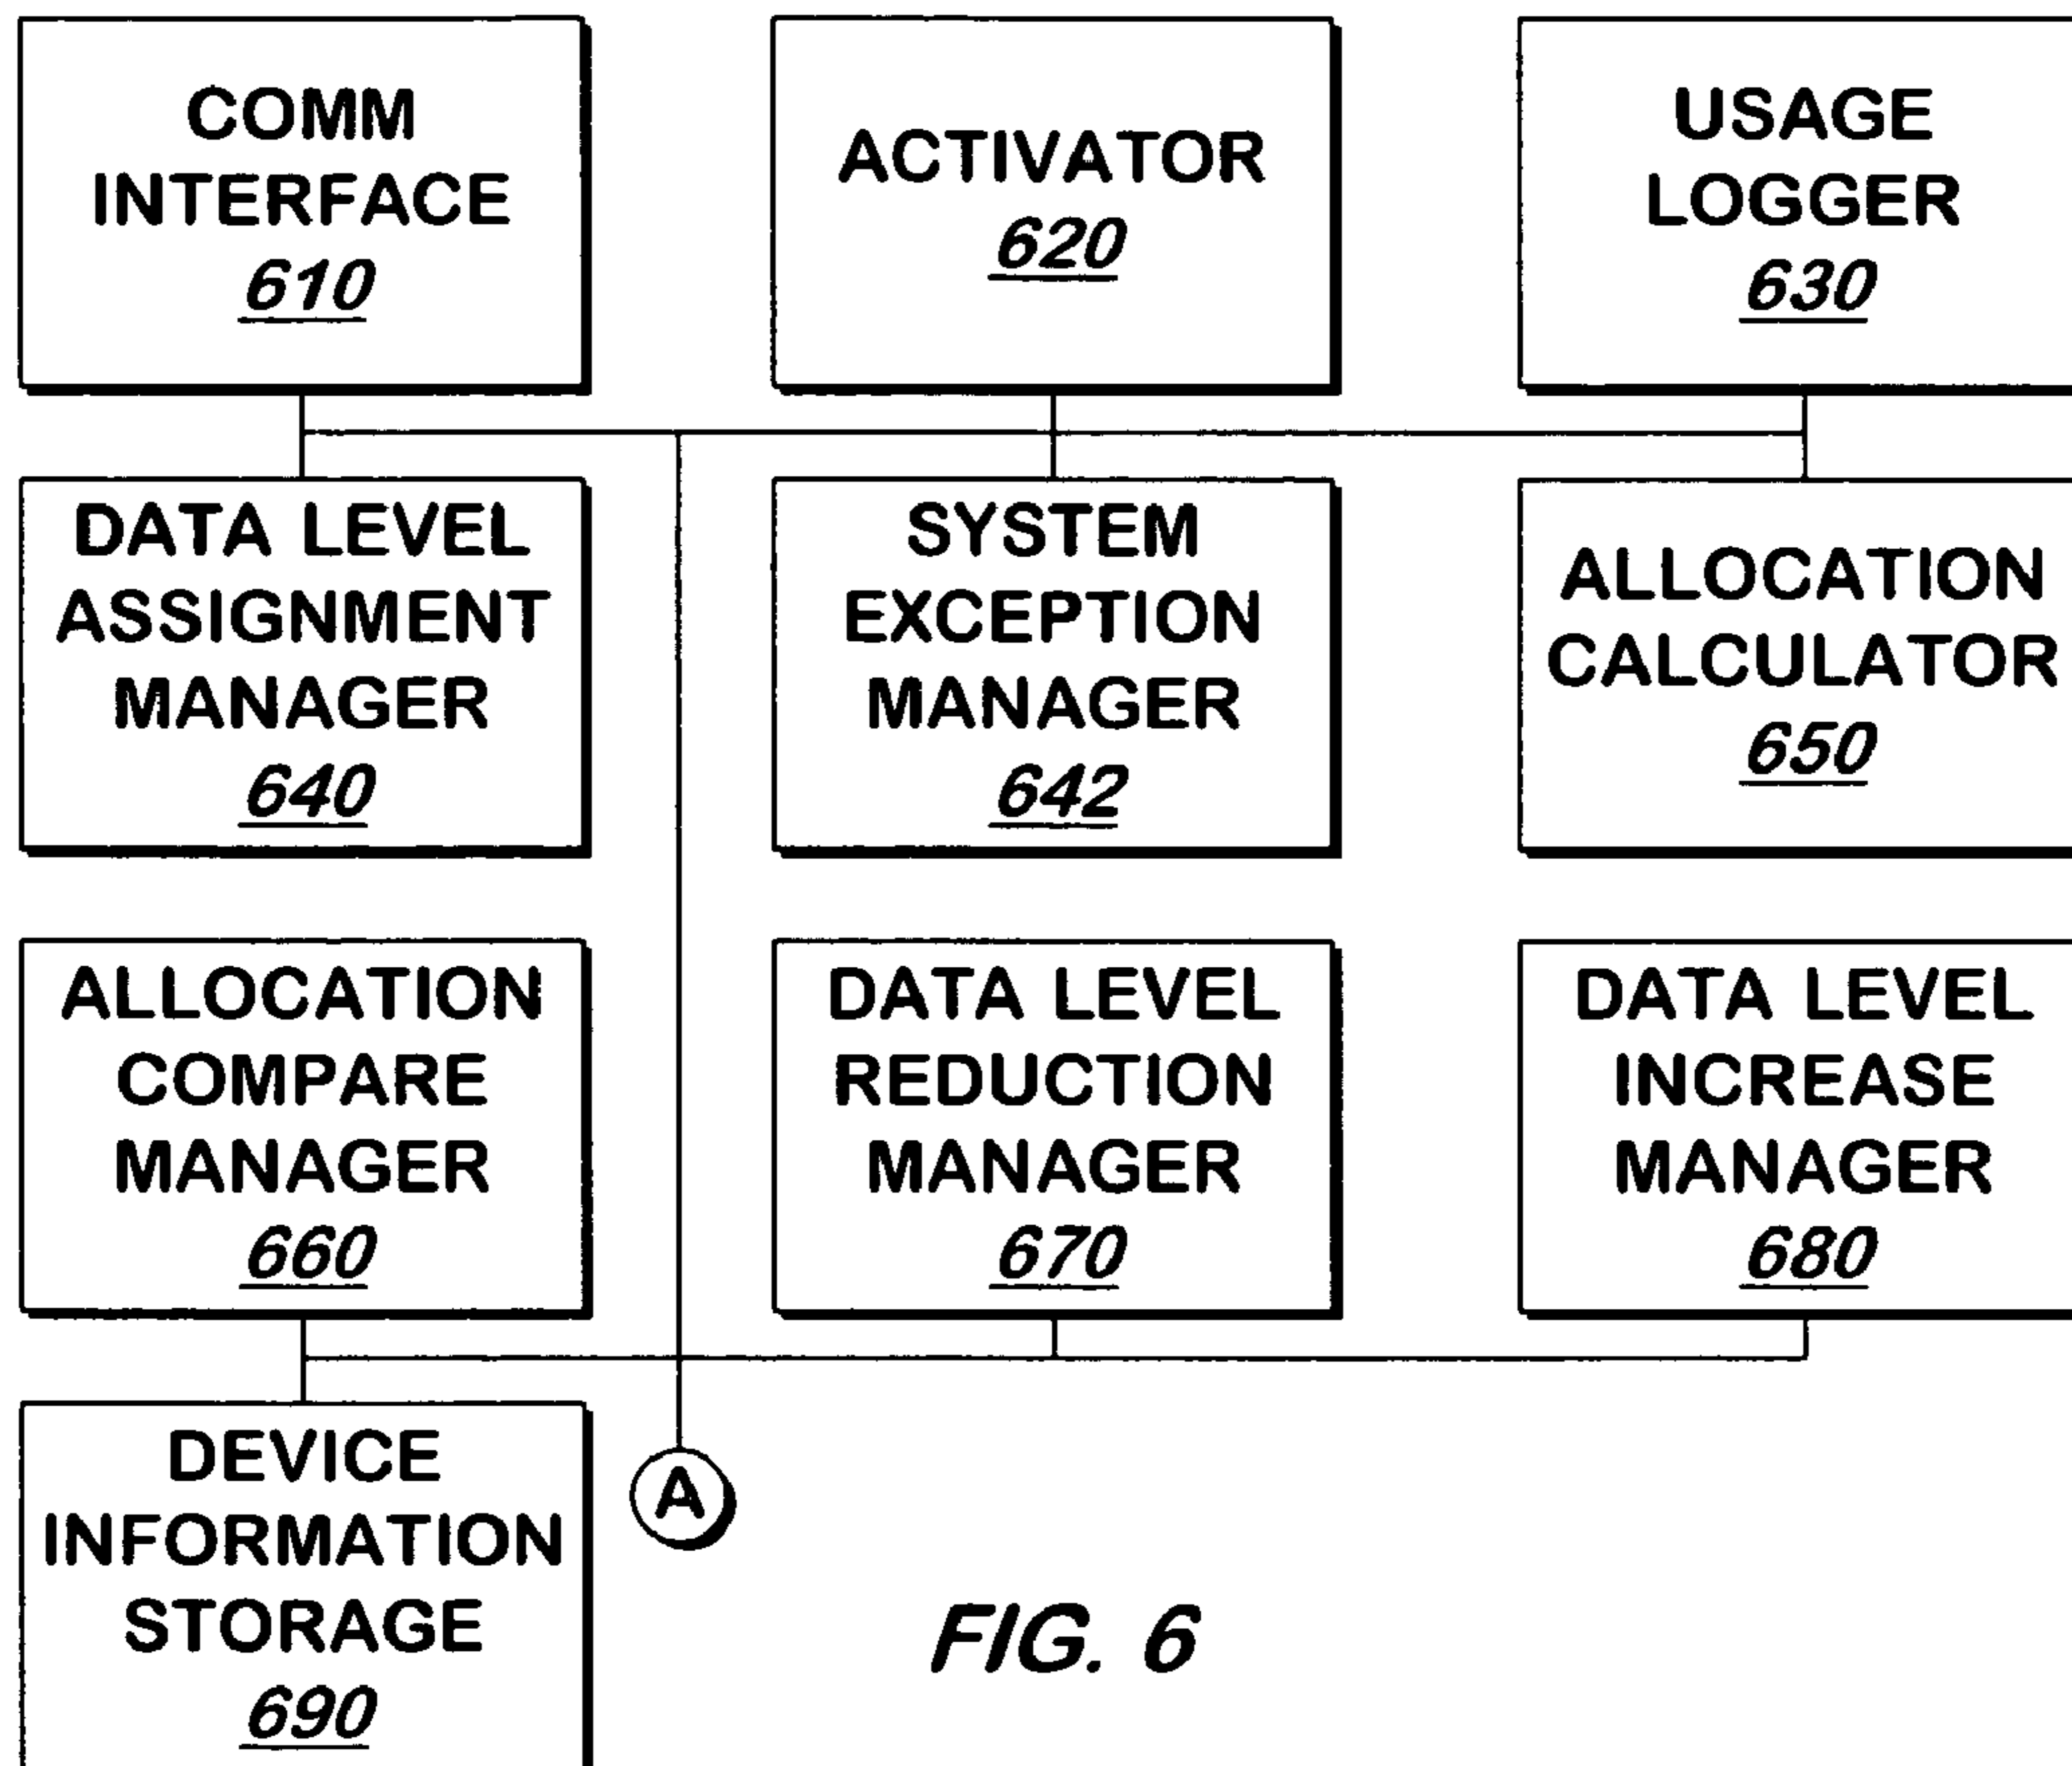 COMM
INTERFACE
610
ACTIVATOR
620
USAGE
LOGGER
630
DATA LEVEL
ASSIGNMENT
MANAGER
640
SYSTEM
EXCEPTION
MANAGER
642
ALLOCATION
CALCULATOR
650
ALLOCATION
COMPARE
MANAGER
660
DATA LEVEL
REDUCTION
MANAGER
670
DATA LEVEL
INCREASE
MANAGER
680
DEVICE
INFORMATION
STORAGE
690
A
FIG. 6